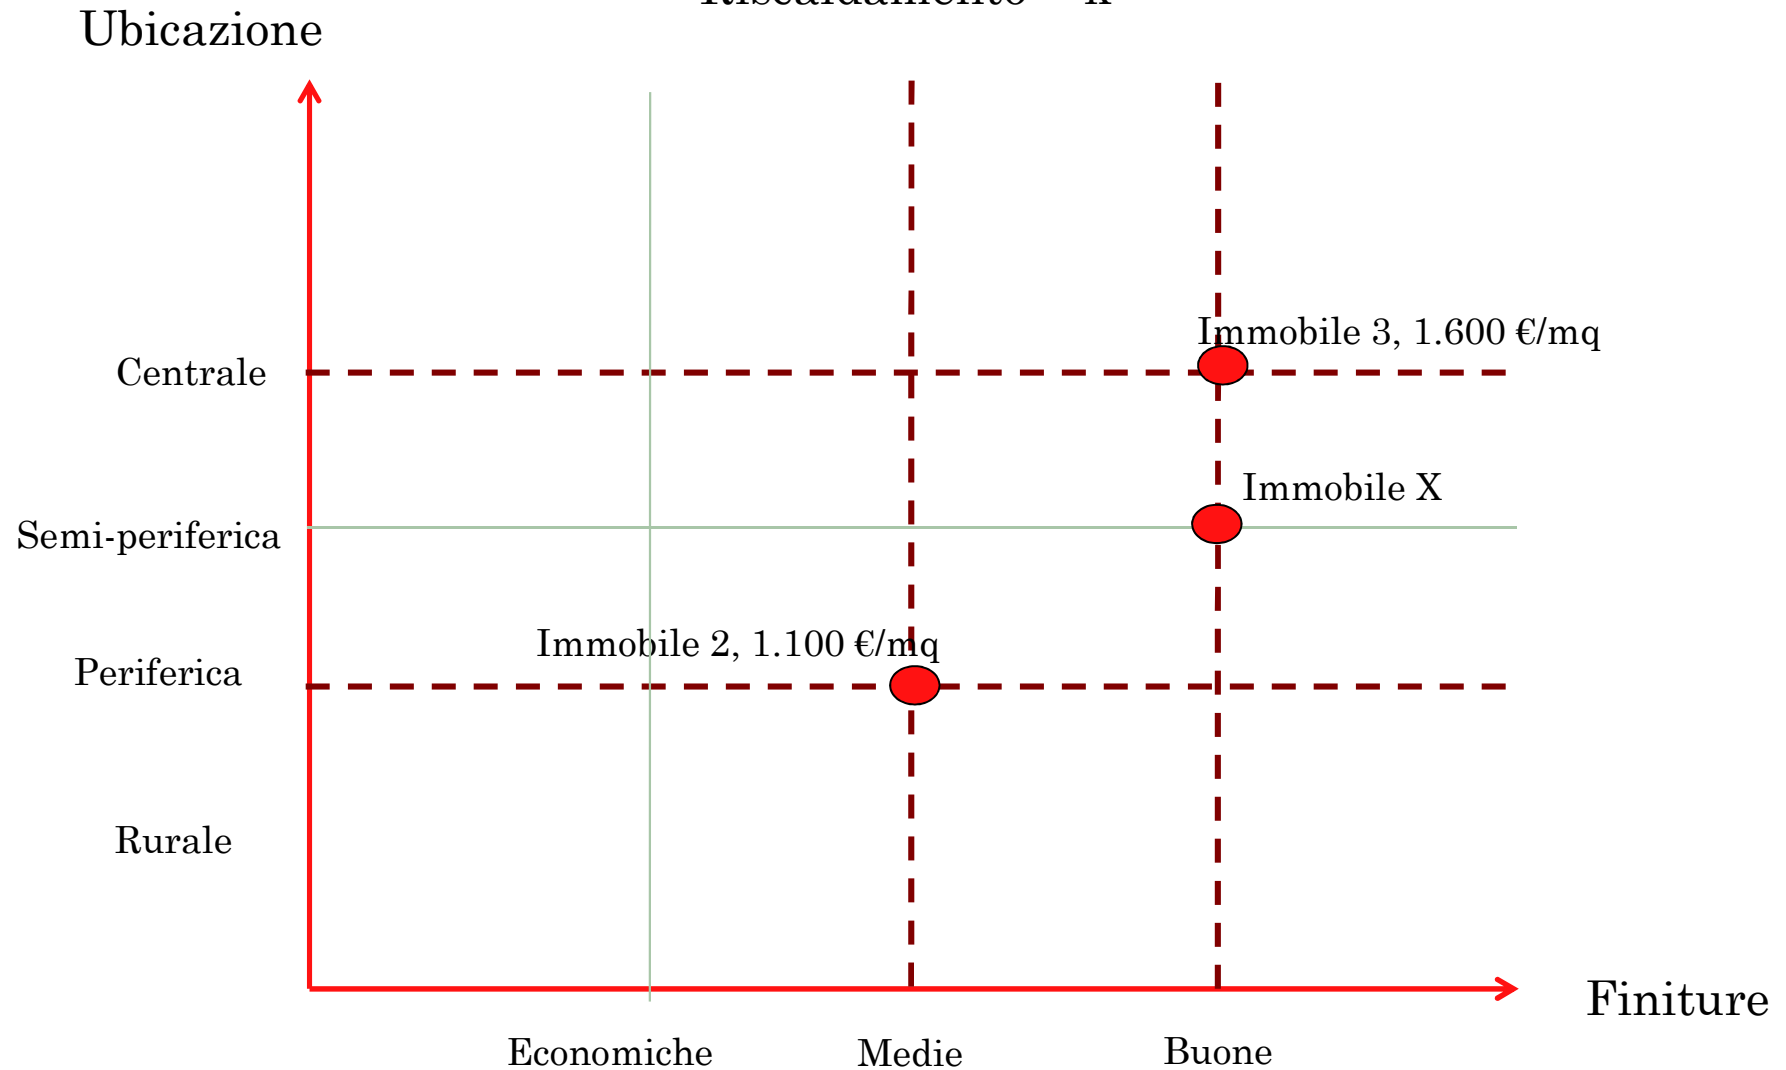 Riscaldamento = k
Ubicazione
Immobile 3, 1.600 €/mq
Centrale
Immobile X
Semi-periferica
Immobile 2, 1.100 €/mq
Periferica
Rurale
Finiture
Economiche
Medie
Buone